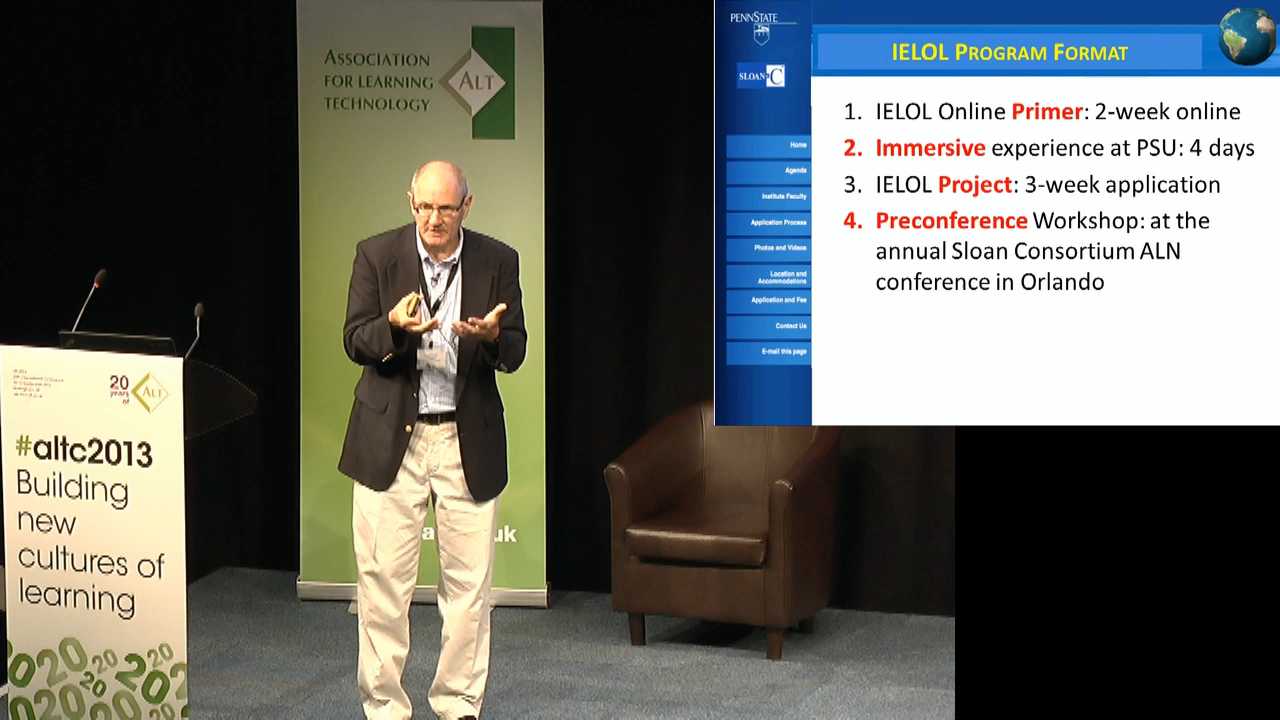 ASSOCIATION
FOR LEARNING
TECHNOLOGY
ALT
20
years
of
ALT
#altc2013
Building
new
cultures of
learning
uk
PENNSTATE
SLOAN-C
Home
Agenda
Institute Faculty
Application Process
Photos and Videos
Location and
Accommodations
Application and Fee
Contact Us
E-mail this page
IELOL PROGRAM FORMAT
1. IELOL Online Primer: 2-week online
2. Immersive experience at PSU: 4 days
3. IELOL Project: 3-week application
4. Preconference Workshop: at the
annual Sloan Consortium ALN
conference in Orlando